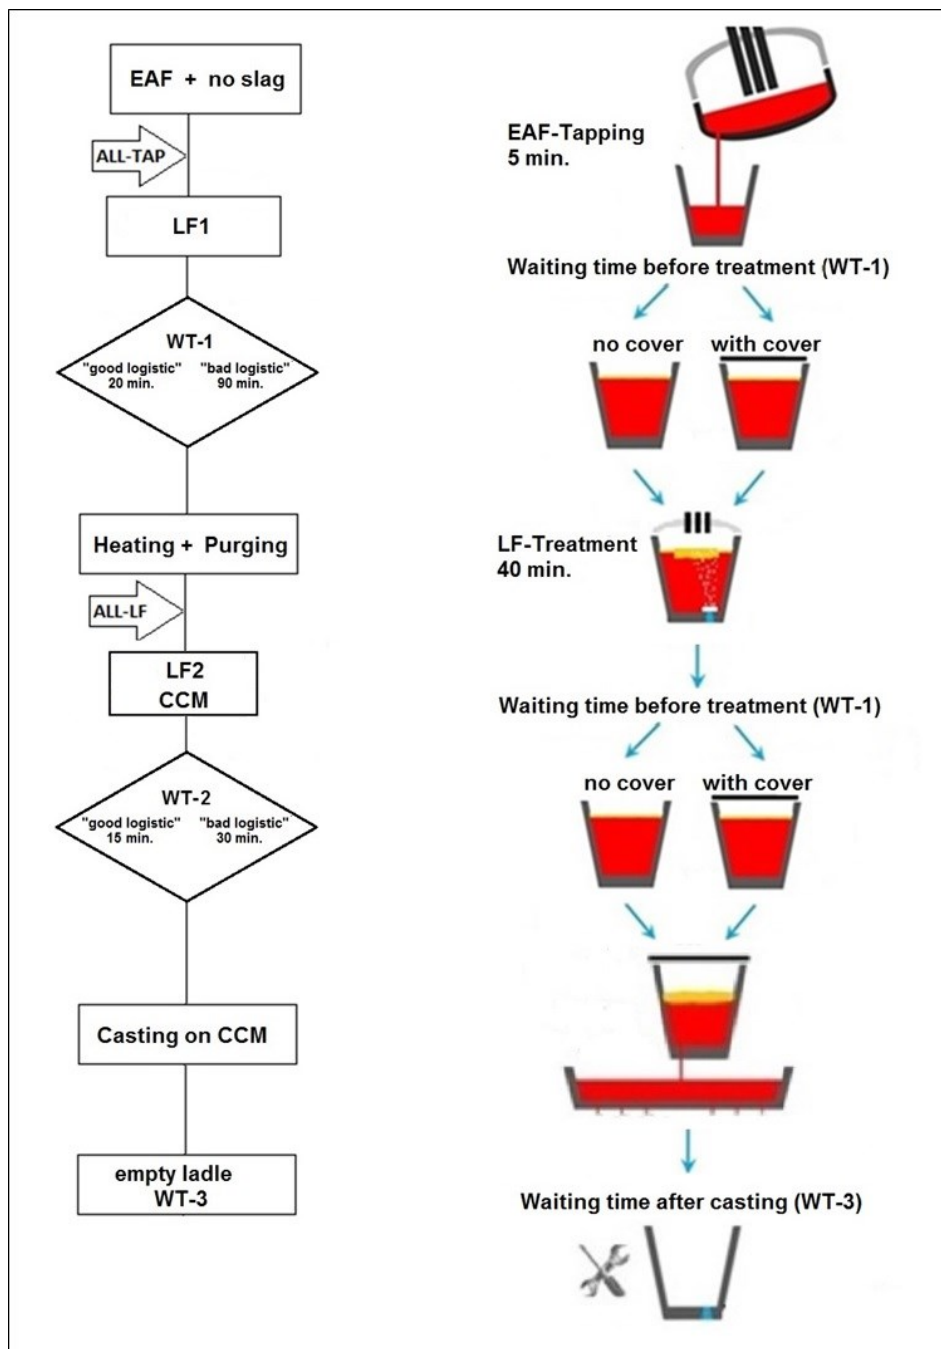 EAF + no slag
ALL-TAP
LF1
WT-1
"good logistic" "bad logistic"
20 min. 90 min.
Heating + Purging
ALL-LF
LF2
CCM
WT-2
"good logistic" "bad logistic"
15 min. 30 min.
Casting on CCM
empty ladle
WT-3
EAF-Tapping
5 min.
Waiting time before treatment (WT-1)
no cover with cover
LF-Treatment
40 min.
Waiting time before treatment (WT-1)
no cover with cover
Waiting time after casting (WT-3)